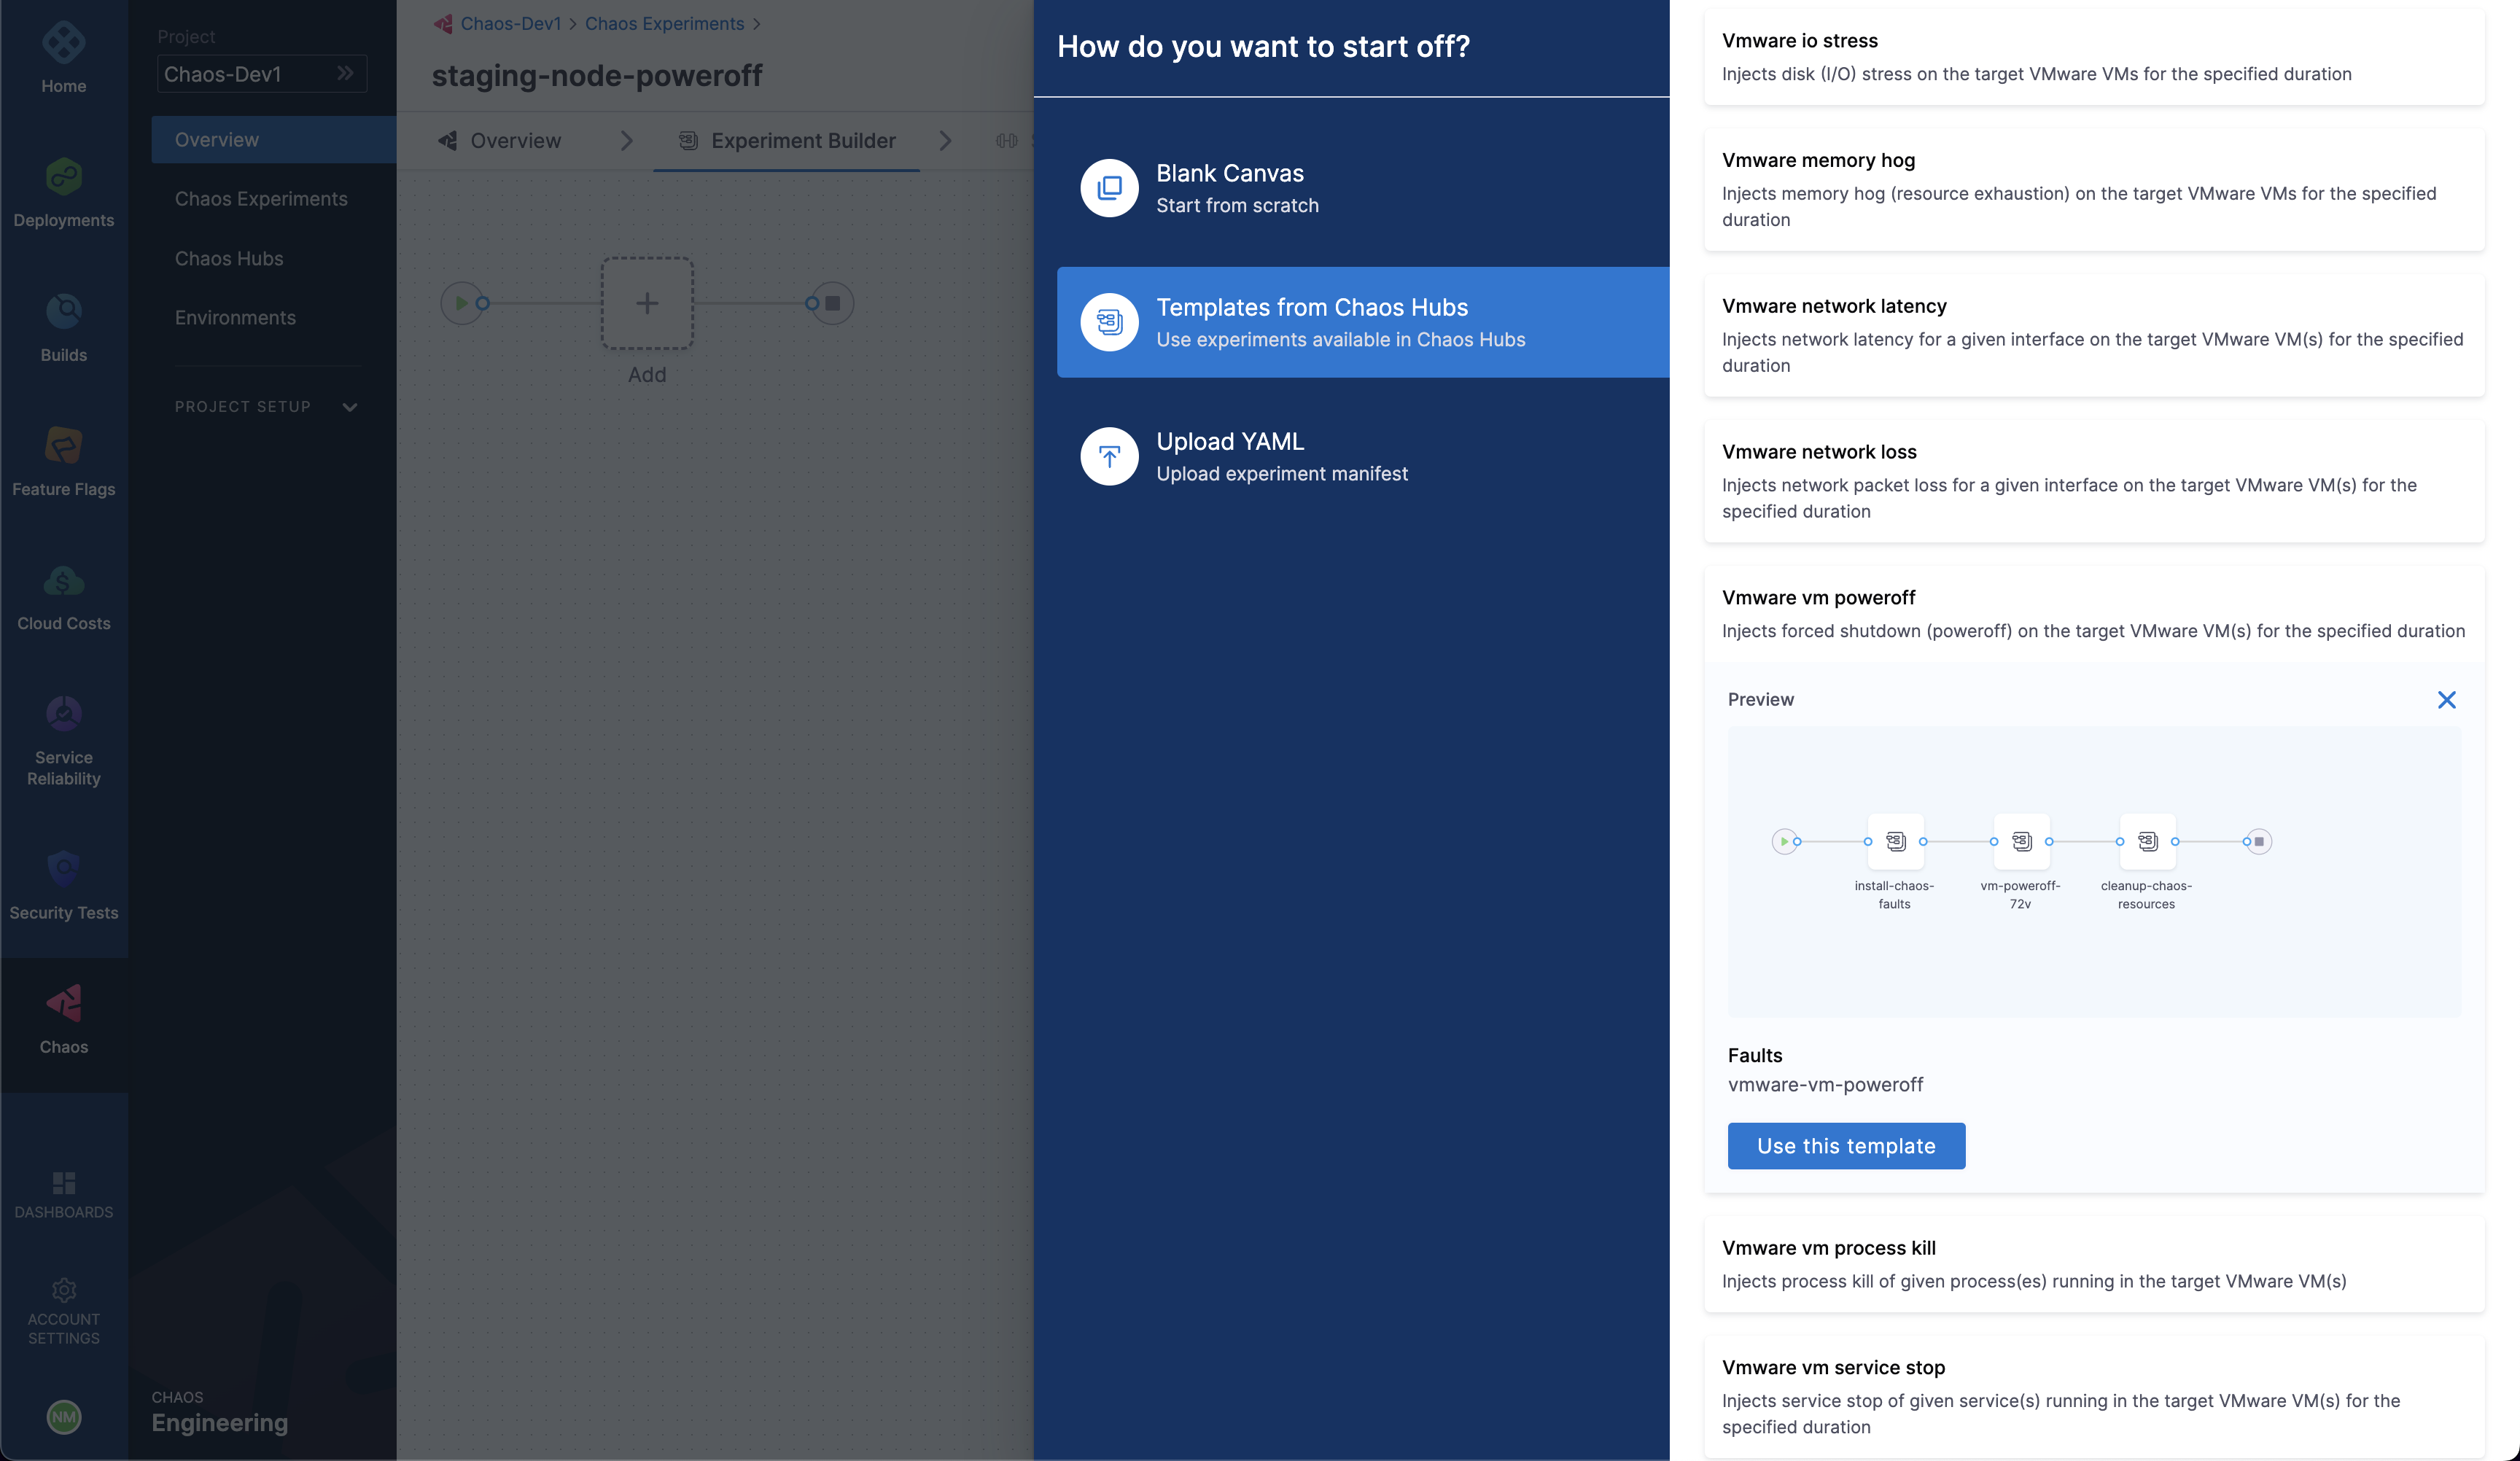 Home
Deployments
Builds
Feature Flags
Cloud Costs
Service
Reliability
Security Tests
Chaos
DASHBOARDS
ACCOUNT
SETTINGS
NM
Project
Chaos-Dev1
Overview
Chaos Experiments
Chaos Hubs
Environments
PROJECT SETUP
CHAOS
Engineering
Chaos-Dev1 > Chaos Experiments >
staging-node-poweroff
Overview
Experiment Builder
Add
How do you want to start off?
Blank Canvas
Start from scratch
Templates from Chaos Hubs
Use experiments available in Chaos Hubs
Upload YAML
Upload experiment manifest
Vmware io stress
Injects disk (I/O) stress on the target VMware VMs for the specified duration
Vmware memory hog
Injects memory hog (resource exhaustion) on the target VMware VMs for the specified
duration
Vmware network latency
Injects network latency for a given interface on the target VMware VM(s) for the specified
duration
Vmware network loss
Injects network packet loss for a given interface on the target VMware VM(s) for the
specified duration
Vmware vm poweroff
Injects forced shutdown (poweroff) on the target VMware VM(s) for the specified duration
Preview
install-chaos-
faults
vm-poweroff-
72v
cleanup-chaos-
resources
Faults
vmware-vm-poweroff
Use this template
Vmware vm process kill
Injects process kill of given process(es) running in the target VMware VM(s)
Vmware vm service stop
Injects service stop of given service(s) running in the target VMware VM(s) for the
specified duration